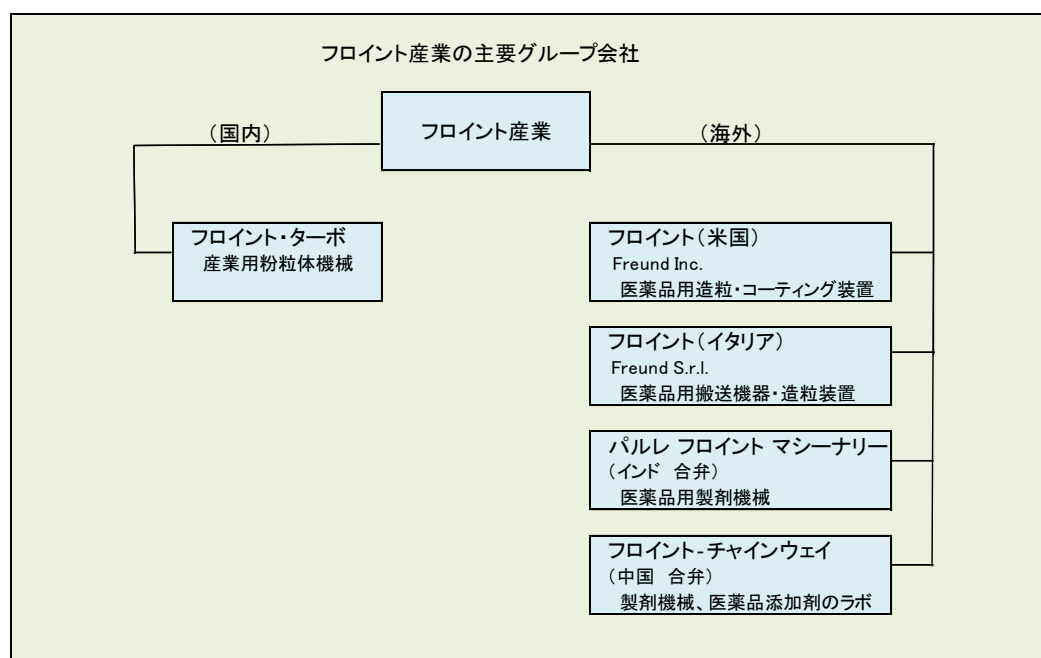 フロイント産業の主要グループ会社
フロイント産業
（国内）
（海外）
フロイント・ターボ
産業用粉粒体機械
フロイント（米国）
Freund Inc.
医薬品用造粒・コーティング装置
フロイント（イタリア）
Freund S.r.l.
医薬品用搬送機器・造粒装置
パルレ フロイント マシーナリー
（インド　合弁）
医薬品用製剤機械
フロイント-チャインウェイ
（中国　合弁）
製剤機械、医薬品添加剤のラボ